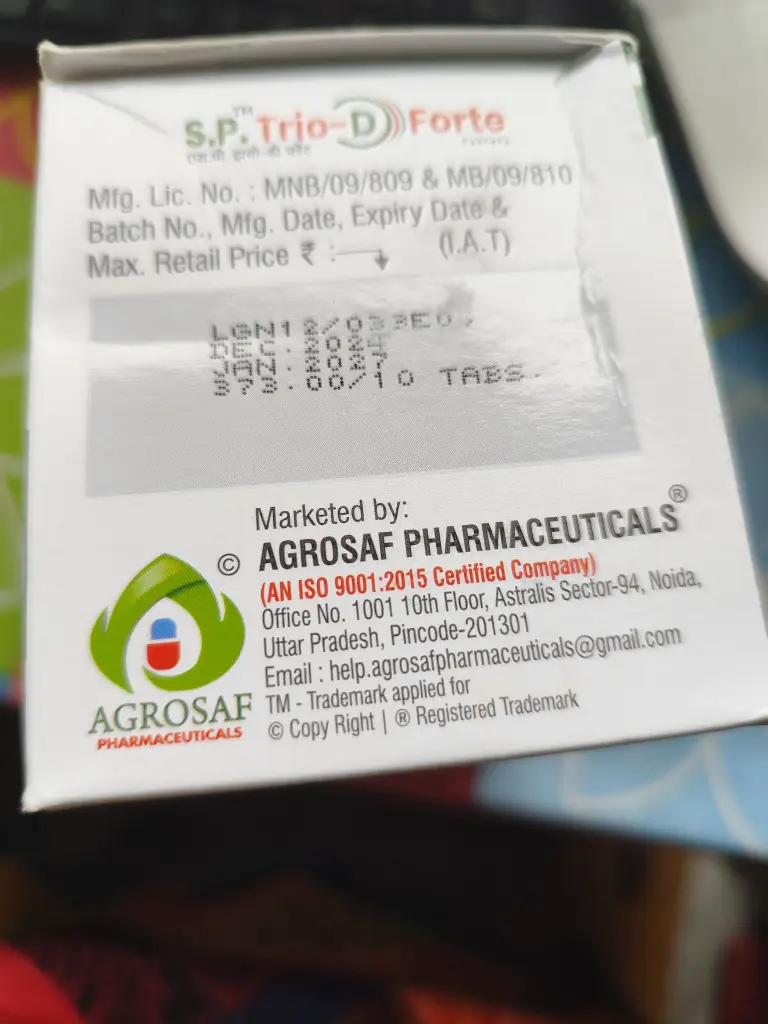 S.P.™ Trio-D Forte
Tablets
एस.पी. ट्रायो-डी फोर्ट
Mfg. Lic. No. : MNB/09/809 & MB/09/810
Batch No., Mfg. Date, Expiry Date &
Max. Retail Price ₹ : (I.A.T)
DEC. 2024
JAN. 2027
373.00/10 TABS.
Marketed by:
© AGROSAF PHARMACEUTICALS®
(AN ISO 9001:2015 Certified Company)
Office No. 1001 10th Floor, Astralis Sector-94, Noida,
Uttar Pradesh, Pincode-201301
Email : help.agrosafpharmaceuticals@gmail.com
TM - Trademark applied for
© Copy Right | ® Registered Trademark
AGROSAF
PHARMACEUTICALS